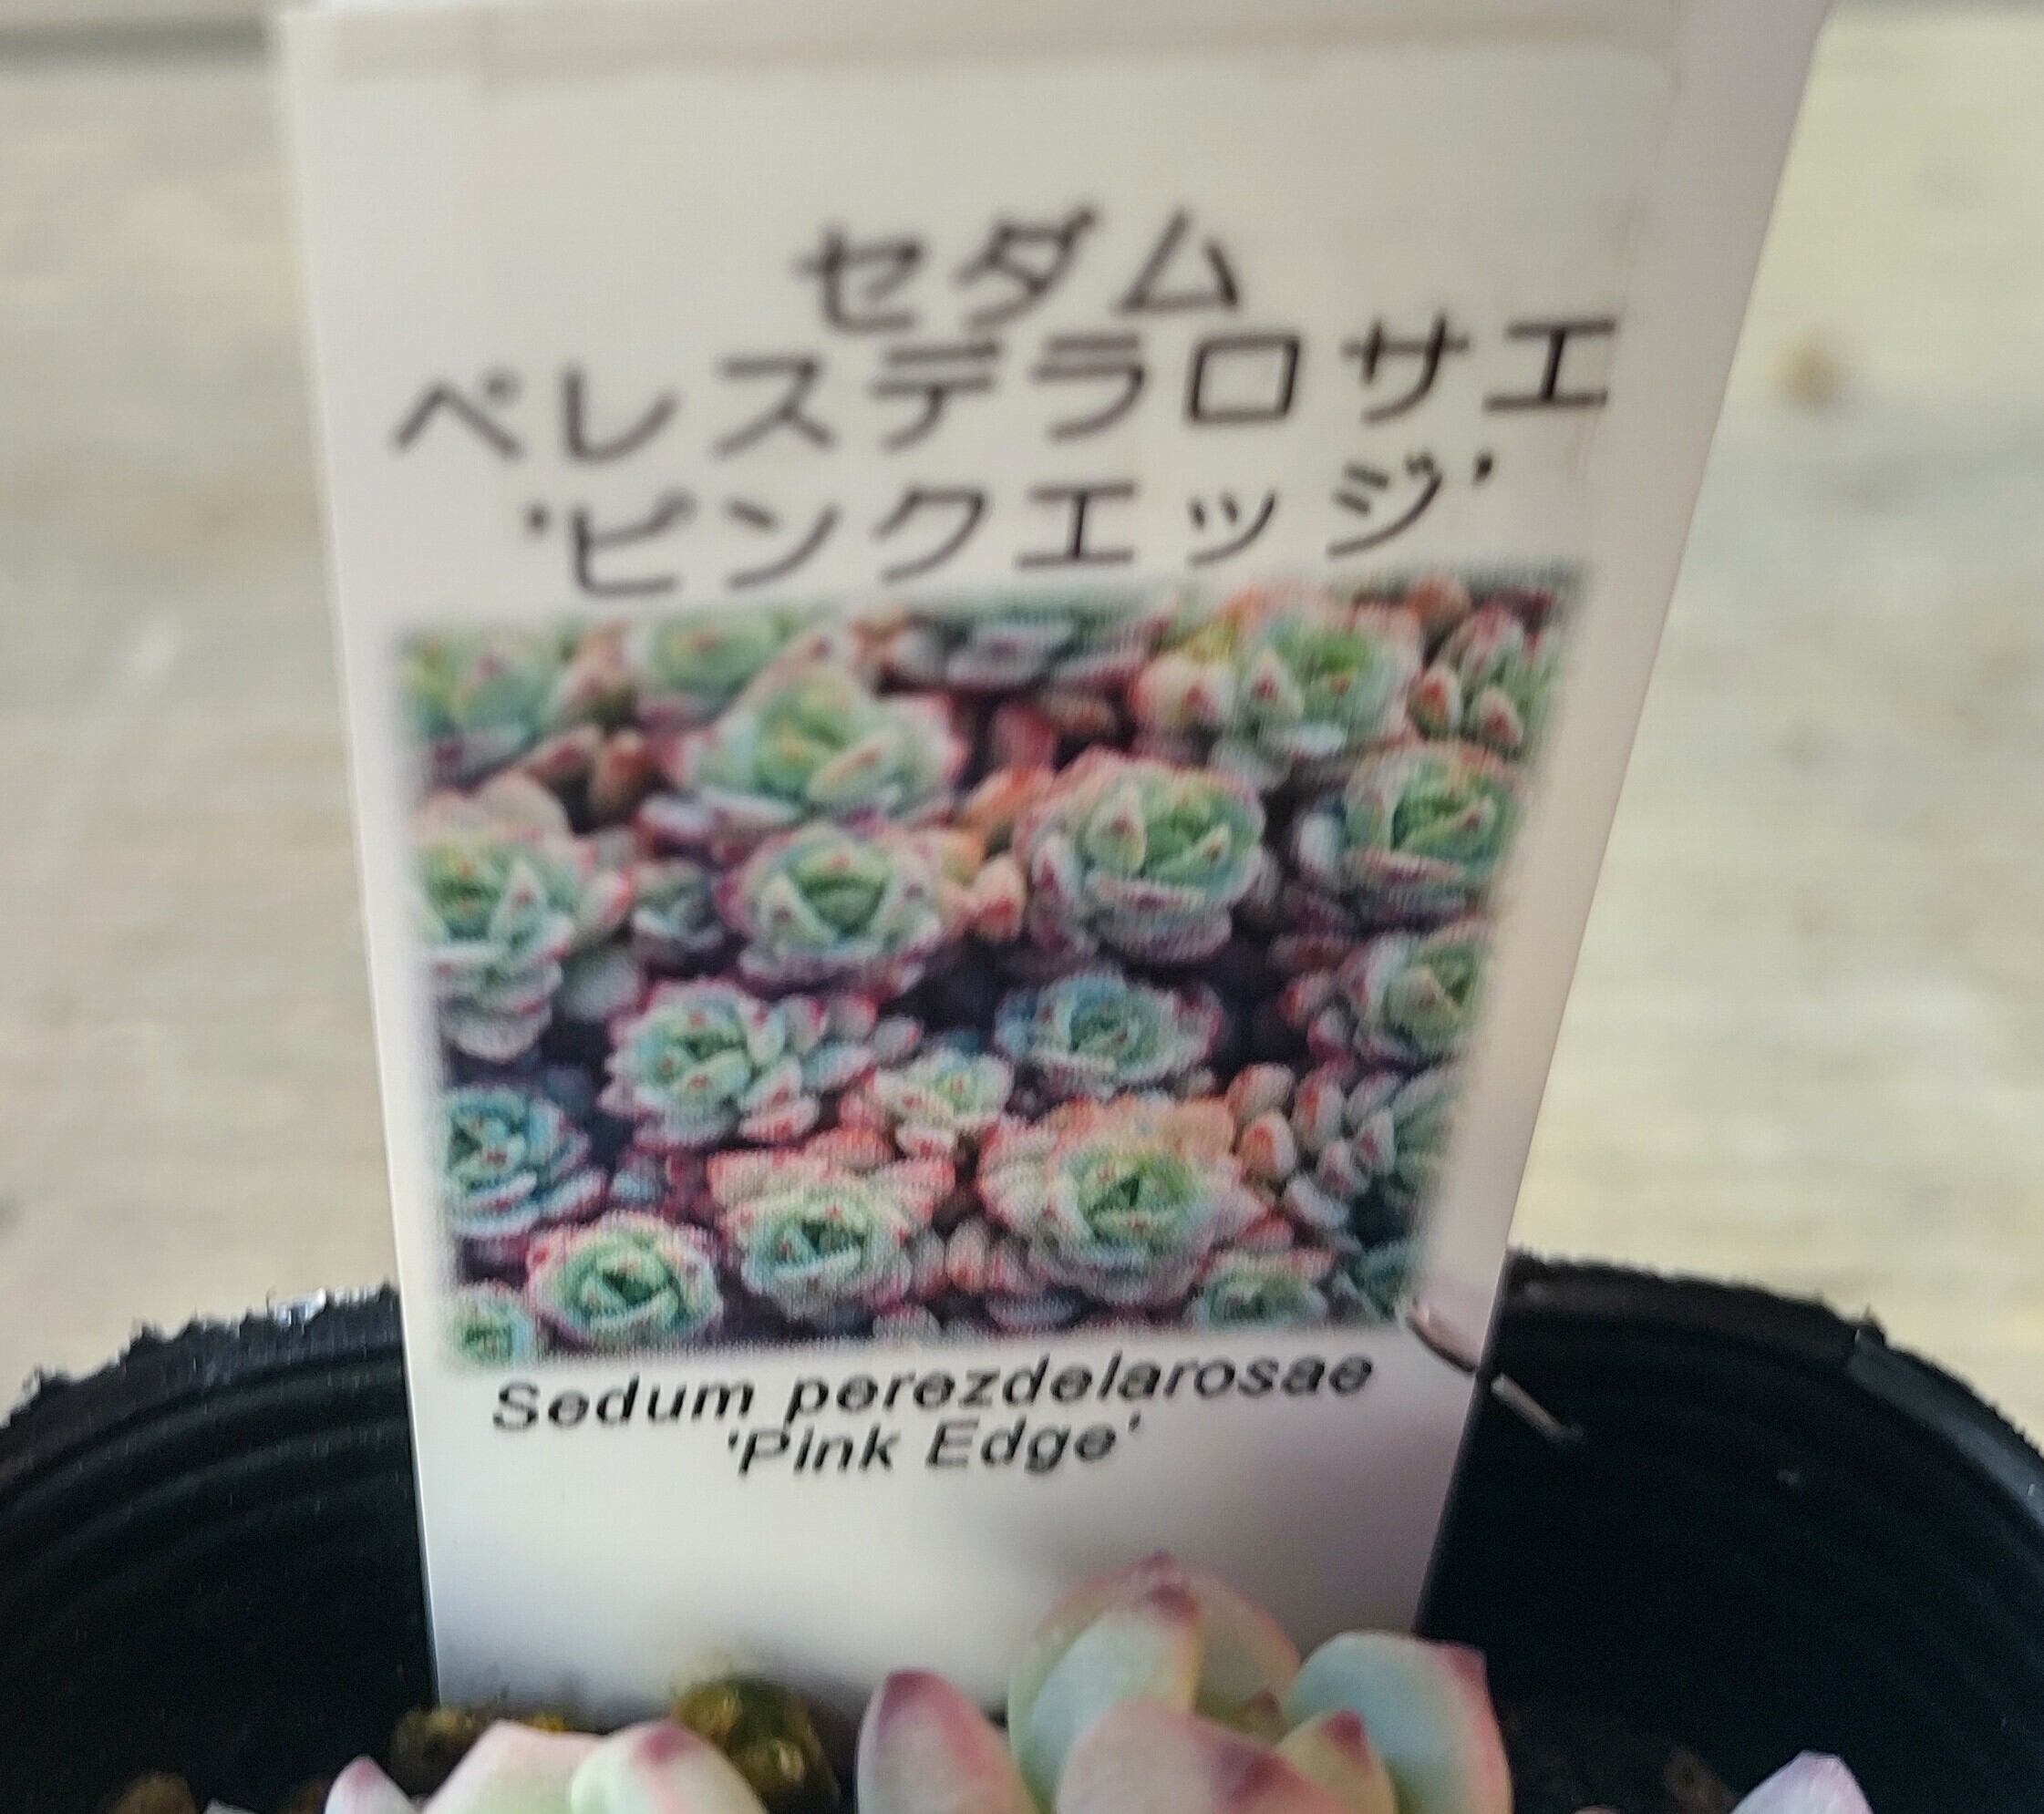 セダム
ペレスデラロサエ
'ピンクエッジ'
Sedum perezdelarosae
'Pink Edge'